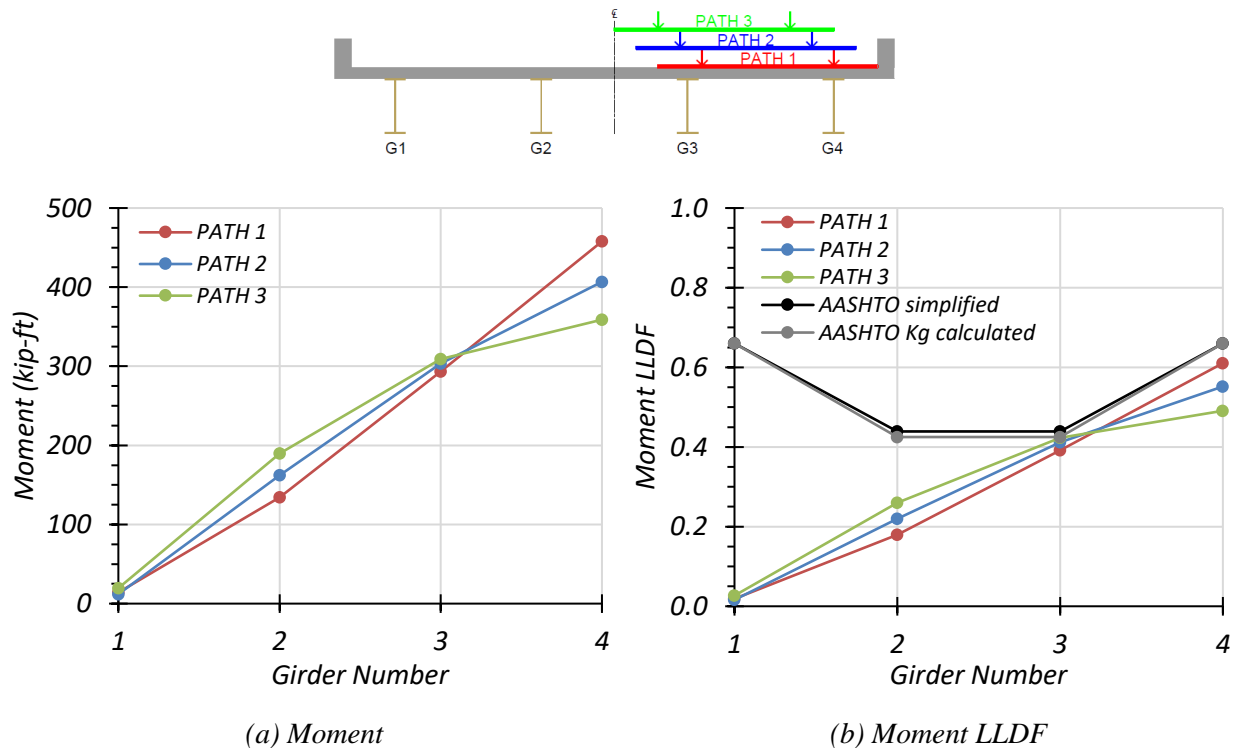 ℄
PATH 3
PATH 2
PATH 1
G1 G2 G3 G4
500
400
300
200
100
0
Moment (kip-ft)
PATH 1
PATH 2
PATH 3
1 2 3 4
Girder Number
(a) Moment
1.0
0.8
0.6
0.4
0.2
0.0
Moment LLDF
PATH 1
PATH 2
PATH 3
AASHTO simplified
AASHTO Kg calculated
1 2 3 4
Girder Number
(b) Moment LLDF